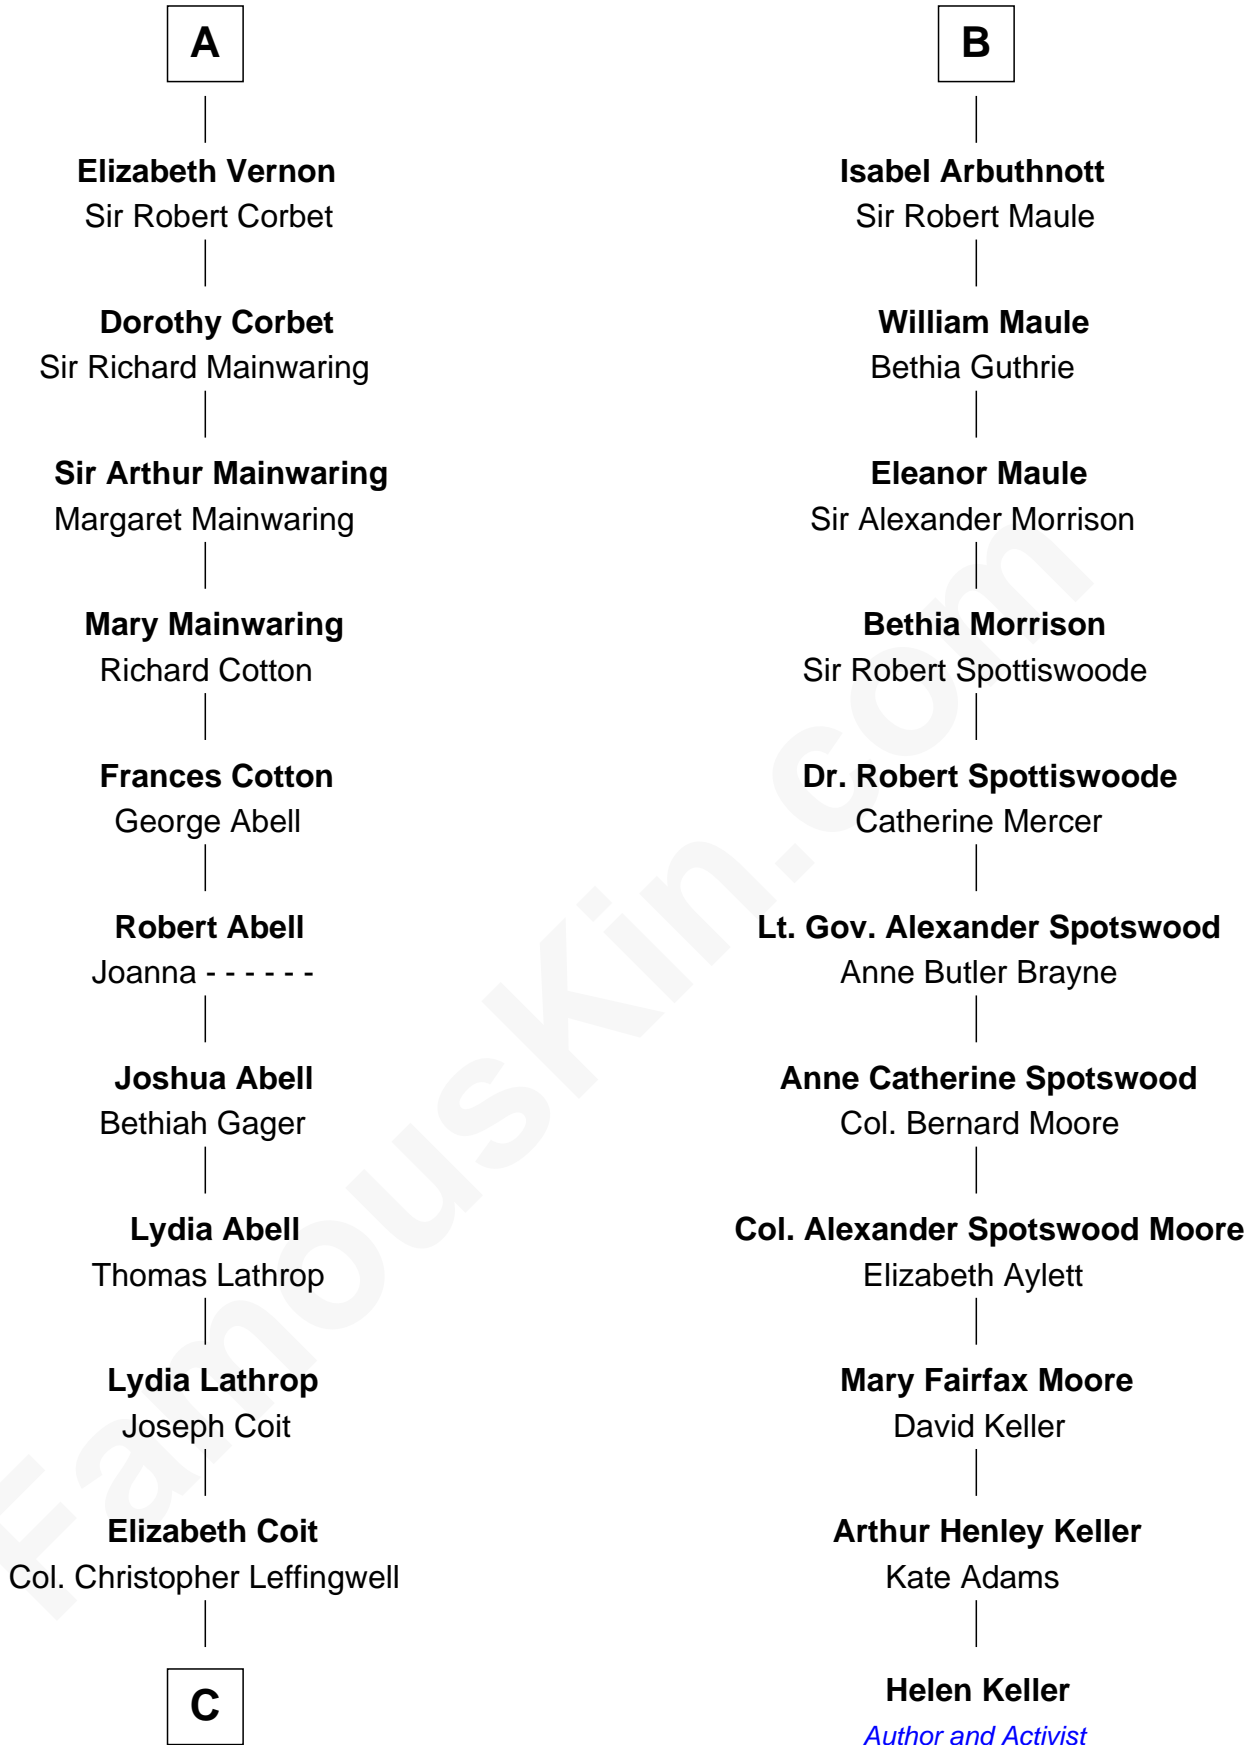 A
Elizabeth Vernon
Sir Robert Corbet
Dorothy Corbet
Sir Richard Mainwaring
Sir Arthur Mainwaring
Margaret Mainwaring
Mary Mainwaring
Richard Cotton
Frances Cotton
George Abell
Robert Abell
Joanna - - - - - -
Joshua Abell
Bethiah Gager
Lydia Abell
Thomas Lathrop
Lydia Lathrop
Joseph Coit
Elizabeth Coit
Col. Christopher Leffingwell
C
B
Isabel Arbuthnott
Sir Robert Maule
William Maule
Bethia Guthrie
Eleanor Maule
Sir Alexander Morrison
Bethia Morrison
Sir Robert Spottiswoode
Dr. Robert Spottiswoode
Catherine Mercer
Lt. Gov. Alexander Spotswood
Anne Butler Brayne
Anne Catherine Spotswood
Col. Bernard Moore
Col. Alexander Spotswood Moore
Elizabeth Aylett
Mary Fairfax Moore
David Keller
Arthur Henley Keller
Kate Adams
Helen Keller
Author and Activist
FamousKin.com